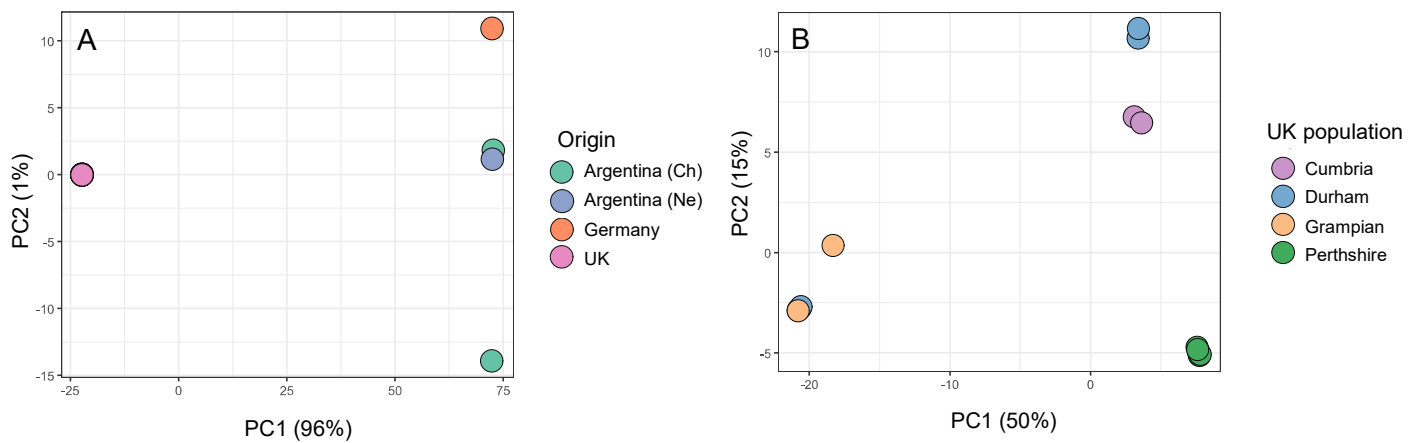 A
10
5
0
-5
-10
-15
-25
0
25
50
75
PC2 (1%)
PC1 (96%)
Origin
Argentina (Ch)
Argentina (Ne)
Germany
UK
B
10
5
0
-5
-20
-10
0
PC2 (15%)
PC1 (50%)
UK population
Cumbria
Durham
Grampian
Perthshire